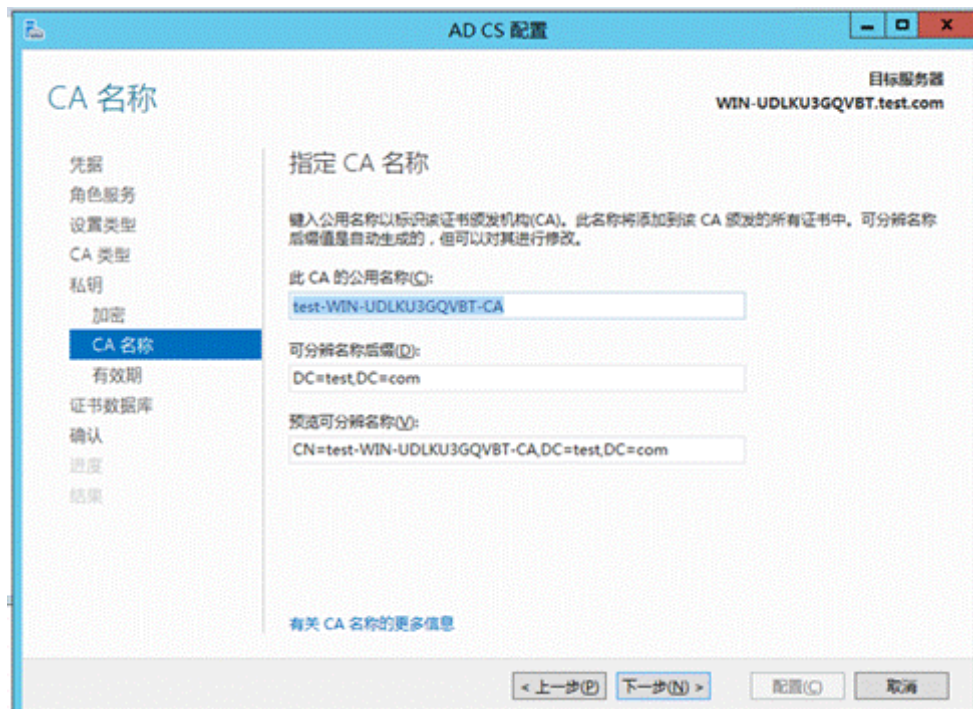 AD CS 配置
CA 名称
目标服务器
WIN-UDLKU3GQVBT.test.com
凭据
角色服务
设置类型
CA 类型
私钥
加密
CA 名称
有效期
证书数据库
确认
进度
结果
指定 CA 名称
键入公用名称以标识该证书颁发机构(CA)。此名称将添加到该 CA 颁发的所有证书中。可分辨名称
后缀值是自动生成的，但可以对其进行修改。
此 CA 的公用名称(C):
test-WIN-UDLKU3GQVBT-CA
可分辨名称后缀(D):
DC=test,DC=com
预览可分辨名称(V):
CN=test-WIN-UDLKU3GQVBT-CA,DC=test,DC=com
有关 CA 名称的更多信息
< 上一步(P)
下一步(N) >
配置(C)
取消